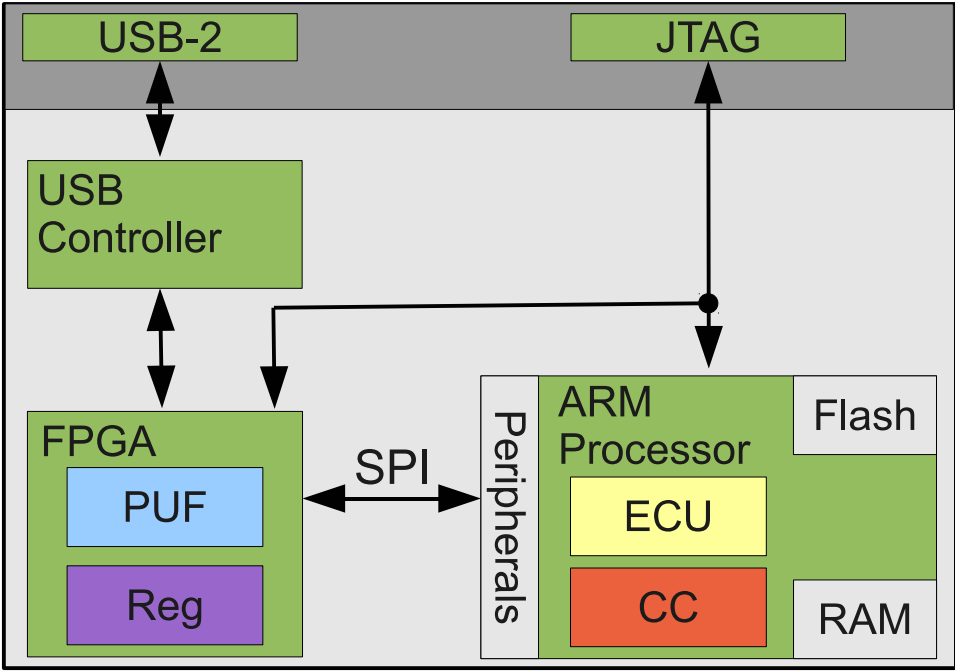 USB-2
JTAG
USB
Controller
FPGA
PUF
Reg
SPI
Peripherals
ARM
Processor
ECU
CC
Flash
RAM